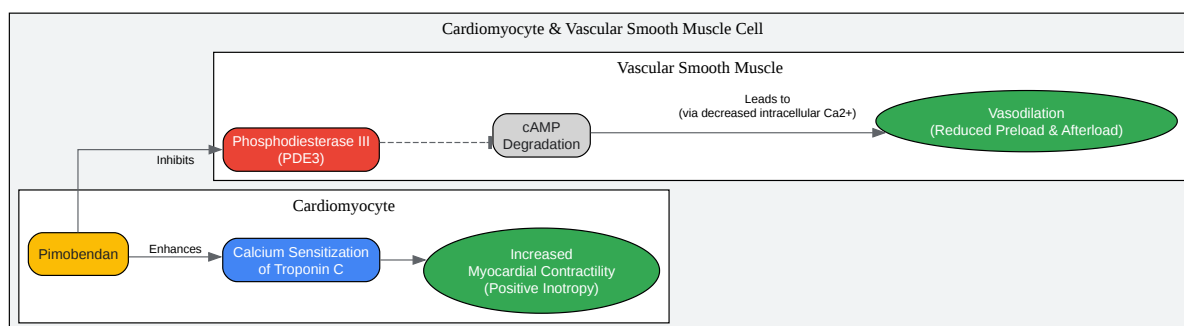 Cardiomyocyte & Vascular Smooth Muscle Cell
Vascular Smooth Muscle
Phosphodiesterase III
(PDE3)
cAMP
Degradation
Leads to
(via decreased intracellular Ca2+)
Vasodilation
(Reduced Preload & Afterload)
Inhibits
Cardiomyocyte
Pimobendan
Enhances
Calcium Sensitization
of Troponin C
Increased
Myocardial Contractility
(Positive Inotropy)